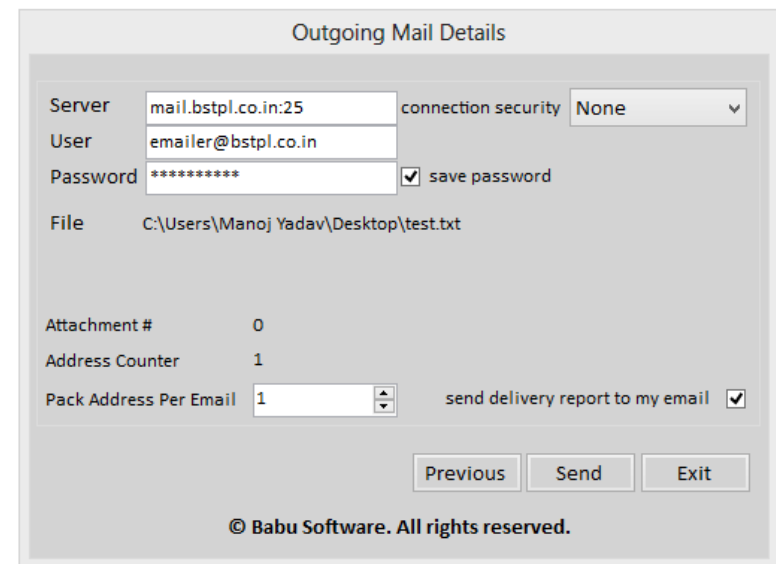 Outgoing Mail Details
Server mail.bstpl.co.in:25 connection security None
User emailer@bstpl.co.in
Password ********** save password
File C:\Users\Manoj Yadav\Desktop\test.txt
Attachment # 0
Address Counter 1
Pack Address Per Email 1 send delivery report to my email
Previous Send Exit
© Babu Software. All rights reserved.